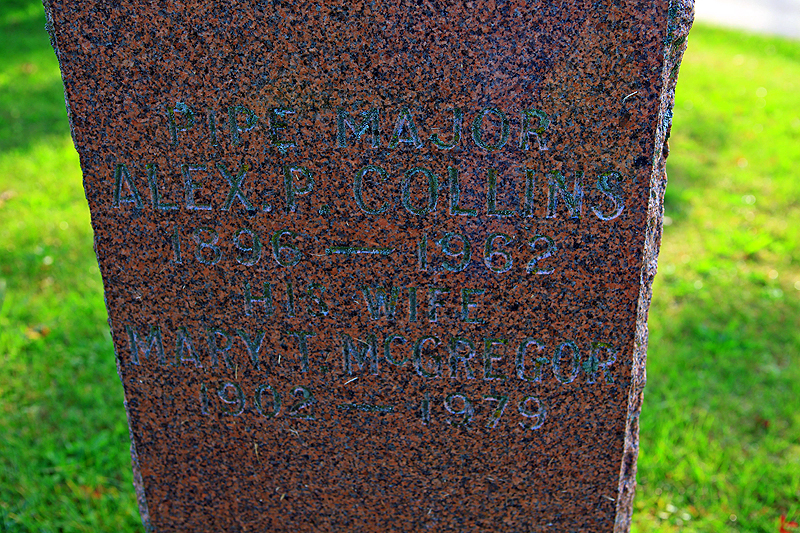 PIPE MAJOR
ALEX. P. COLLINS
1896 — 1962
HIS WIFE
MARY T. McGREGOR
1902 — 1979